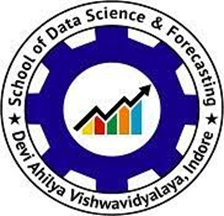 School of Data Science & Forecasting
★ Devi Ahilya Vishwavidyalaya, Indore ★